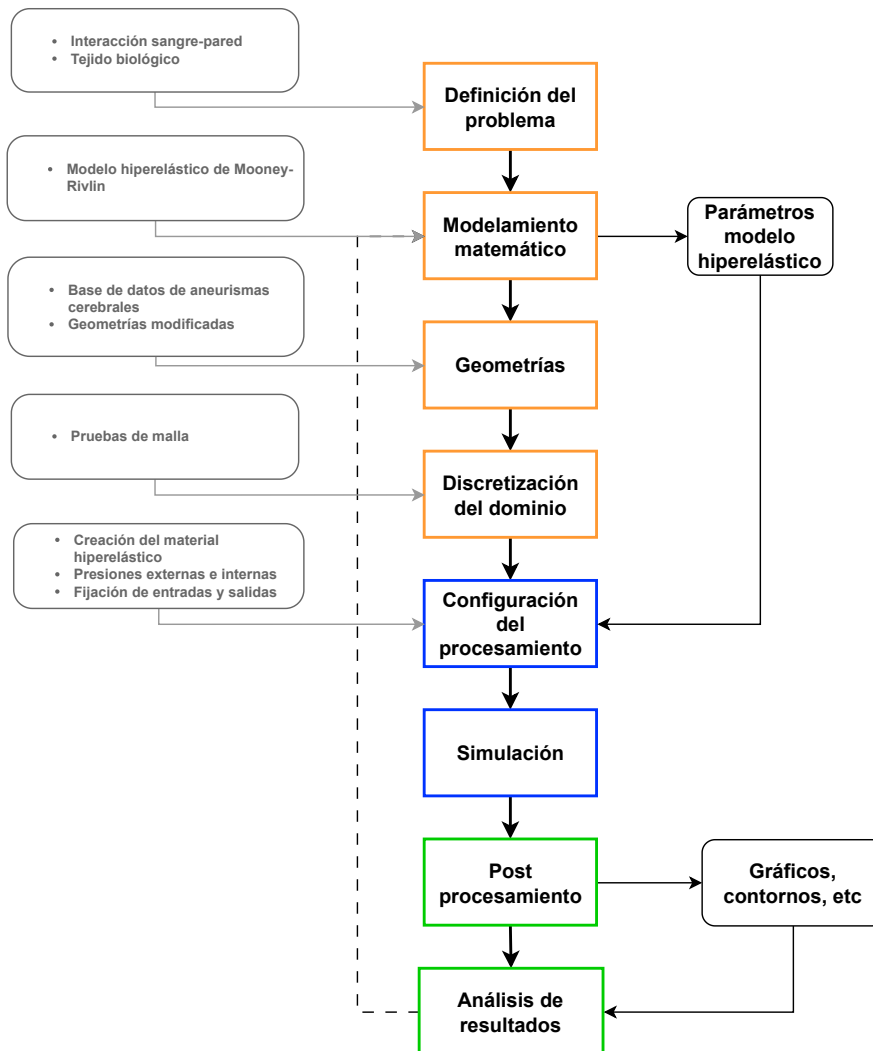 • Interacción sangre-pared
• Tejido biológico
Definición del
problema
• Modelo hiperelástico de Mooney-
Rivlin
Modelamiento
matemático
Parámetros
modelo
hiperelástico
• Base de datos de aneurismas
cerebrales
• Geometrías modificadas
Geometrías
• Pruebas de malla
Discretización
del dominio
• Creación del material
hiperelástico
• Presiones externas e internas
• Fijación de entradas y salidas
Configuración
del
procesamiento
Simulación
Post
procesamiento
Gráficos,
contornos, etc
Análisis de
resultados